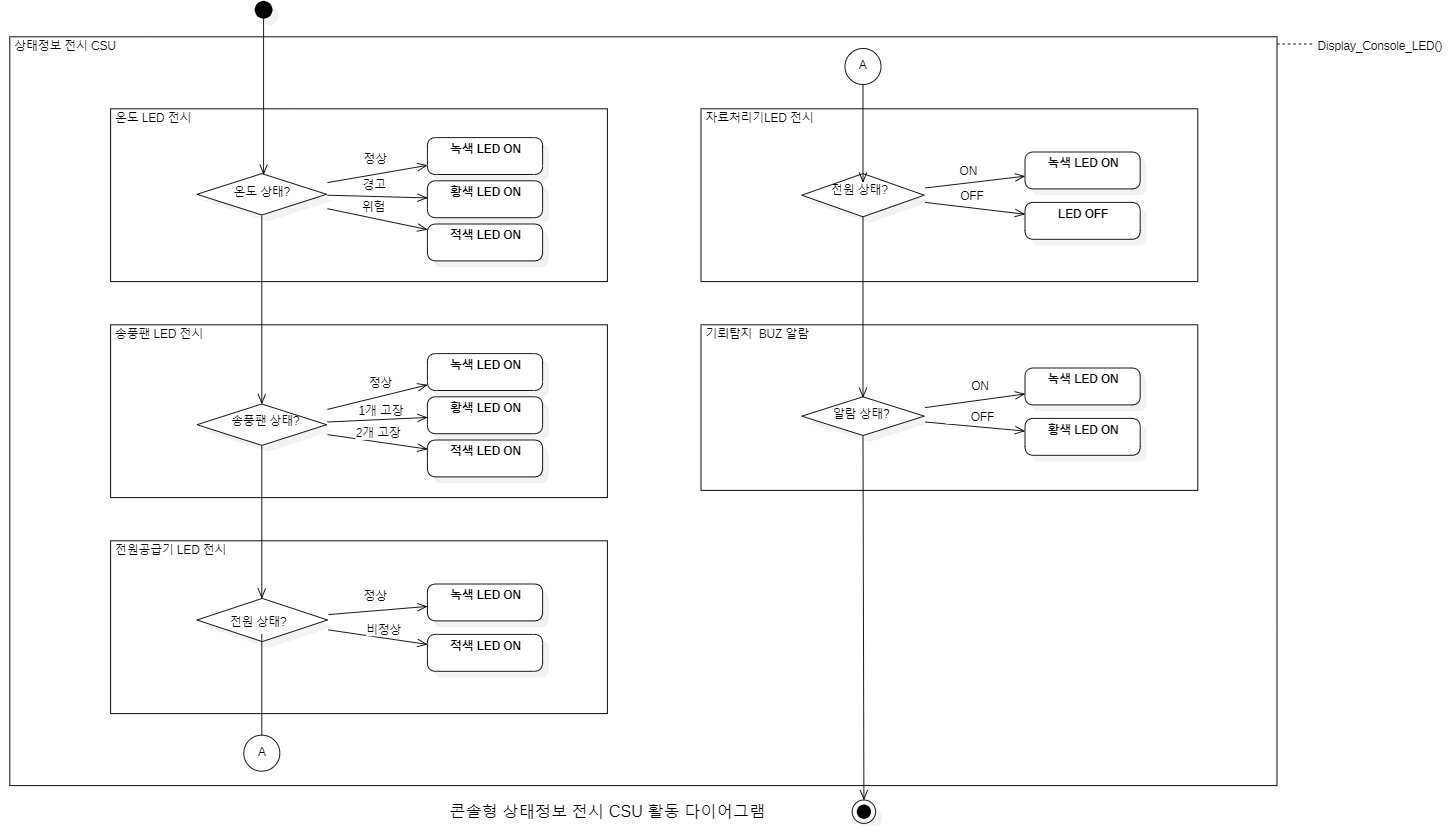 상태정보 전시 CSU
Display_Console_LED()
온도 LED 전시
온도 상태?
정상
경고
위험
녹색 LED ON
황색 LED ON
적색 LED ON
송풍팬 LED 전시
송풍팬 상태?
정상
1개 고장
2개 고장
녹색 LED ON
황색 LED ON
적색 LED ON
전원공급기 LED 전시
전원 상태?
정상
비정상
녹색 LED ON
적색 LED ON
A
A
자료처리기LED 전시
전원 상태?
ON
OFF
녹색 LED ON
LED OFF
기뢰탐지  BUZ 알람
알람 상태?
ON
OFF
녹색 LED ON
황색 LED ON
콘솔형 상태정보 전시 CSU 활동 다이어그램